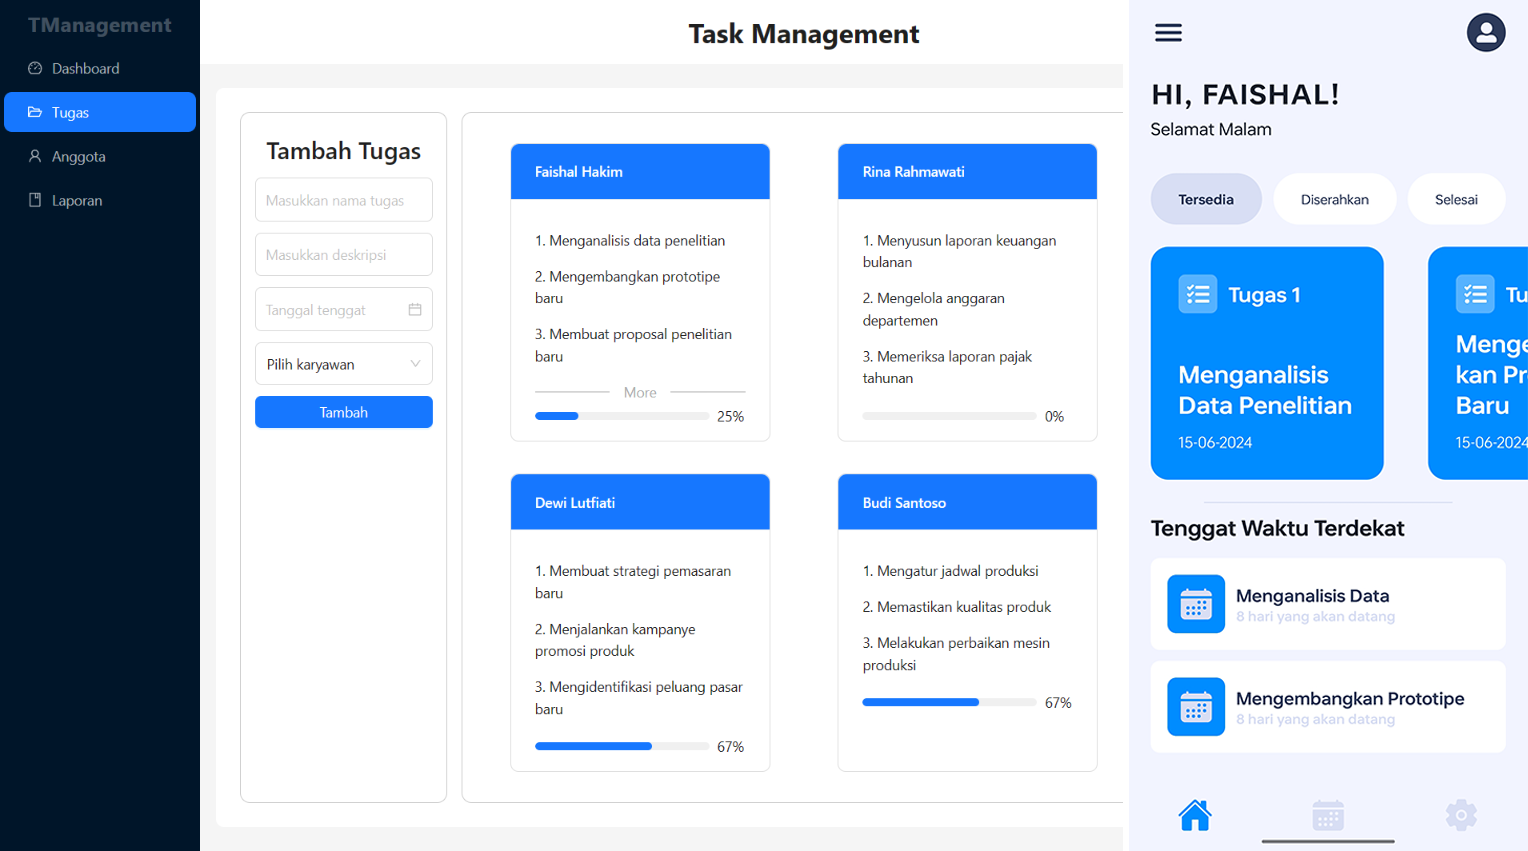 TManagement
Dashboard
Tugas
Anggota
Laporan
Task Management
Tambah Tugas
Masukkan nama tugas
Masukkan deskripsi
Tanggal tenggat
Pilih karyawan
Tambah
Faishal Hakim
1. Menganalisis data penelitian
2. Mengembangkan prototipe
baru
3. Membuat proposal penelitian
baru
More
25%
Rina Rahmawati
1. Menyusun laporan keuangan
bulanan
2. Mengelola anggaran
departemen
3. Memeriksa laporan pajak
tahunan
0%
Dewi Lutfiati
1. Membuat strategi pemasaran
baru
2. Menjalankan kampanye
promosi produk
3. Mengidentifikasi peluang pasar
baru
67%
Budi Santoso
1. Mengatur jadwal produksi
2. Memastikan kualitas produk
3. Melakukan perbaikan mesin
produksi
67%
HI, FAISHAL!
Selamat Malam
Tersedia
Diserahkan
Selesai
Tugas 1
Menganalisis
Data Penelitian
15-06-2024
Tu
Menge
kan Pr
Baru
15-06-2024
Tenggat Waktu Terdekat
Menganalisis Data
8 hari yang akan datang
Mengembangkan Prototipe
8 hari yang akan datang